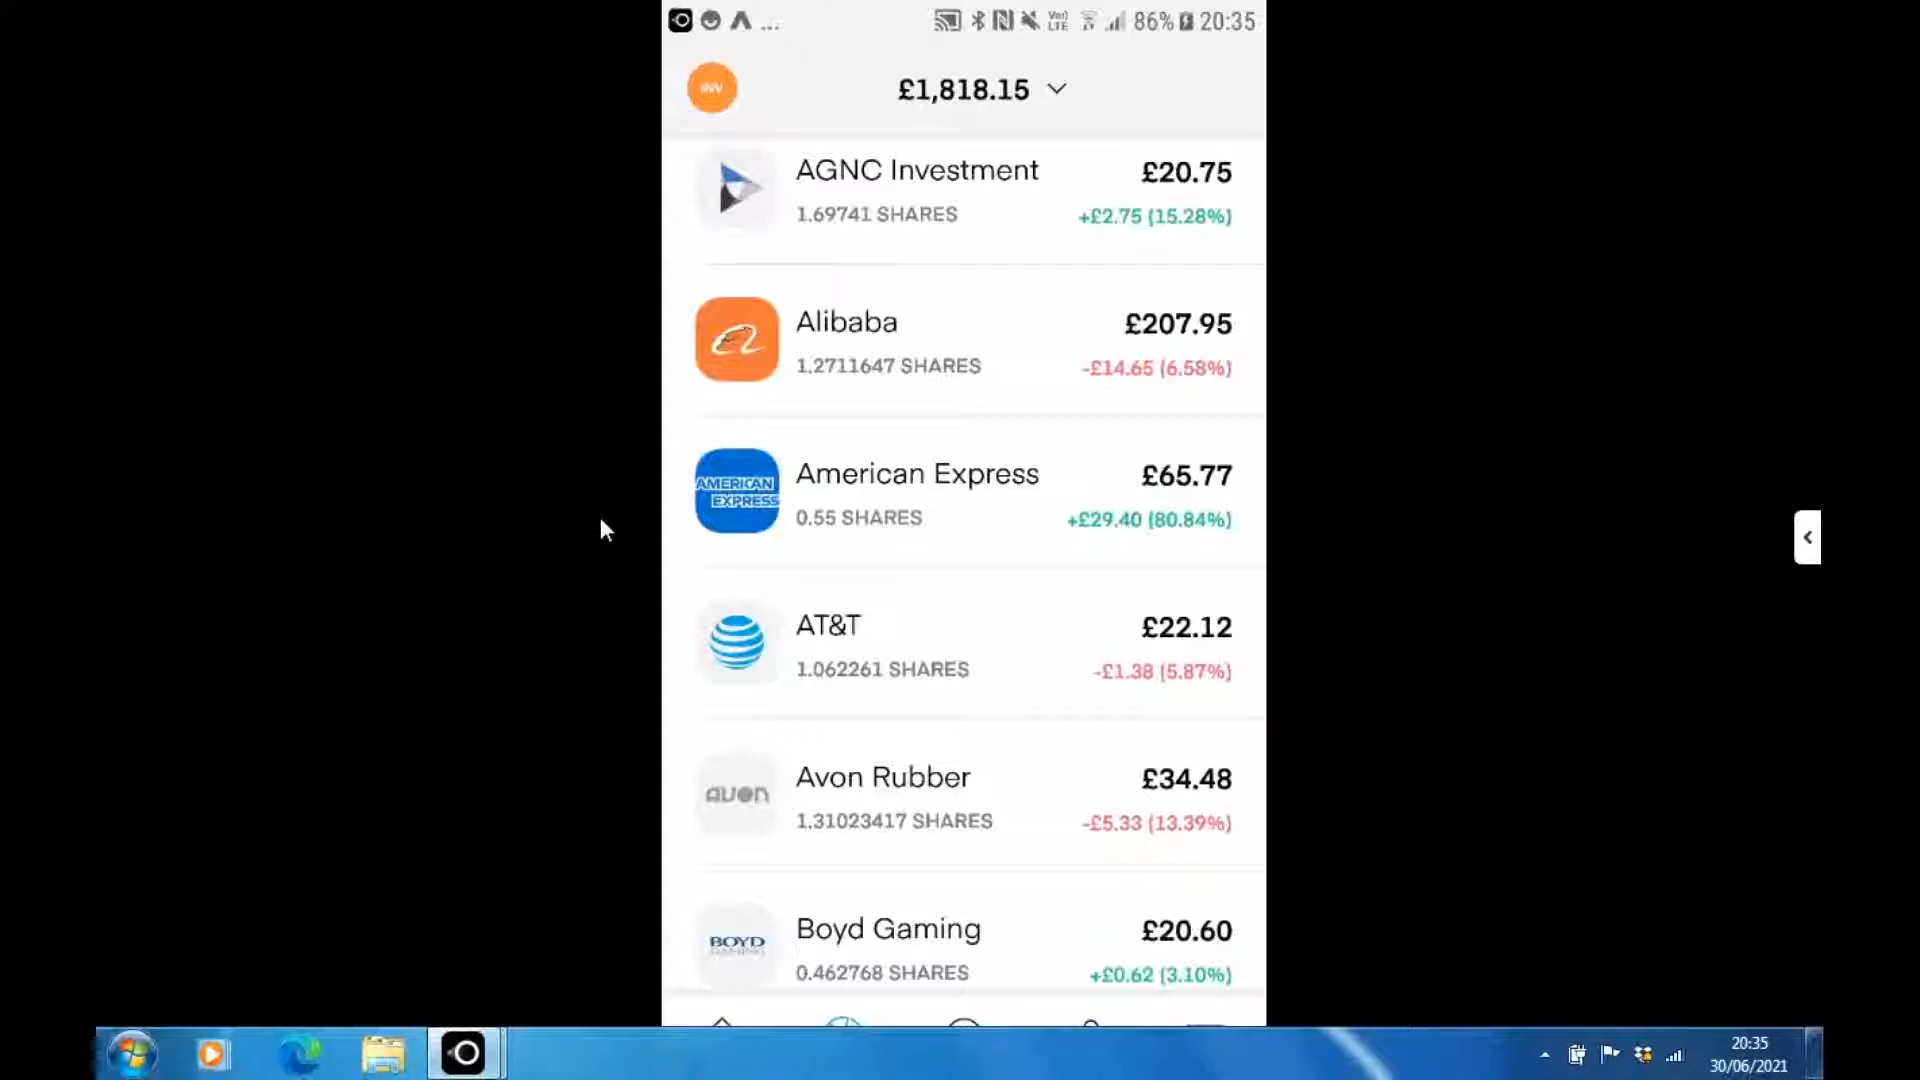 ... 86% 20:35
INV £1,818.15
AGNC Investment £20.75
1.69741 SHARES +£2.75 (15.28%)
Alibaba £207.95
1.2711647 SHARES -£14.65 (6.58%)
American Express £65.77
AMERICAN
EXPRESS
0.55 SHARES +£29.40 (80.84%)
AT&T £22.12
1.062261 SHARES -£1.38 (5.87%)
Avon Rubber £34.48
avon
1.31023417 SHARES -£5.33 (13.39%)
Boyd Gaming £20.60
BOYD
GAMING
0.462768 SHARES +£0.62 (3.10%)
20:35
30/06/2021